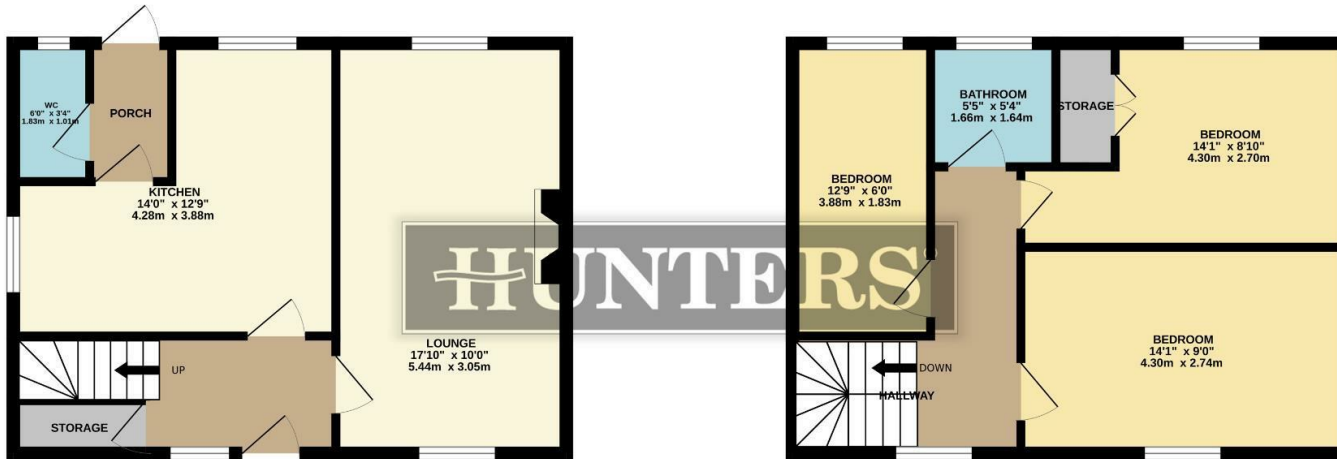 WC
6'0" x 3'4"
1.83m x 1.01m
PORCH
KITCHEN
14'0" x 12'9"
4.28m x 3.88m
LOUNGE
17'10" x 10'0"
5.44m x 3.05m
UP
STORAGE
HUNTERS
BATHROOM
5'5" x 5'4"
1.66m x 1.64m
STORAGE
BEDROOM
14'1" x 8'10"
4.30m x 2.70m
BEDROOM
12'9" x 6'0"
3.88m x 1.83m
BEDROOM
14'1" x 9'0"
4.30m x 2.74m
DOWN
HALLWAY